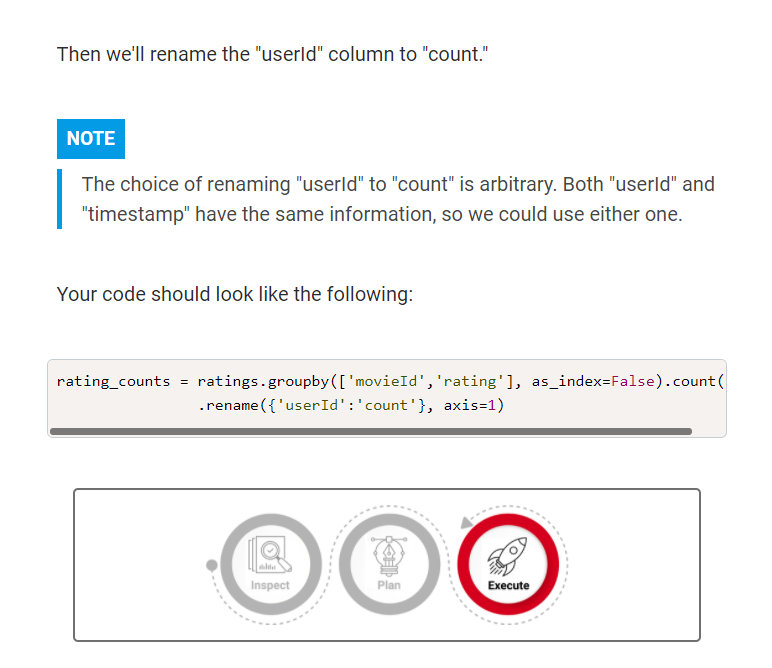 Then we'll rename the "userId" column to "count."
NOTE
The choice of renaming "userId" to "count" is arbitrary. Both "userId" and
"timestamp" have the same information, so we could use either one.
Your code should look like the following:
rating_counts = ratings.groupby(['movieId','rating'], as_index=False).count(
.rename({'userId':'count'}, axis=1)
Inspect
Plan
Execute